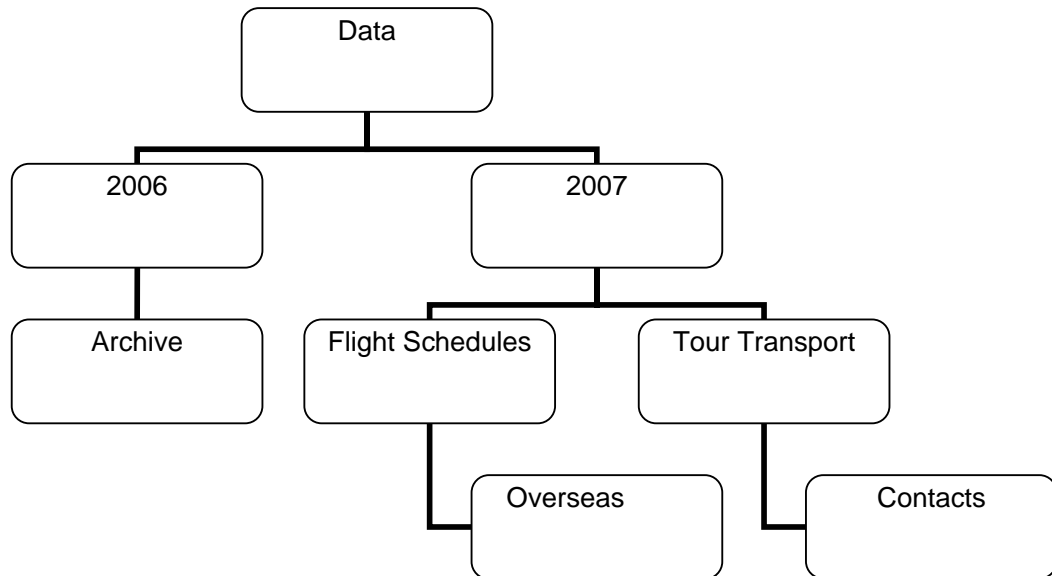 Data
2006
2007
Archive
Flight Schedules
Tour Transport
Overseas
Contacts